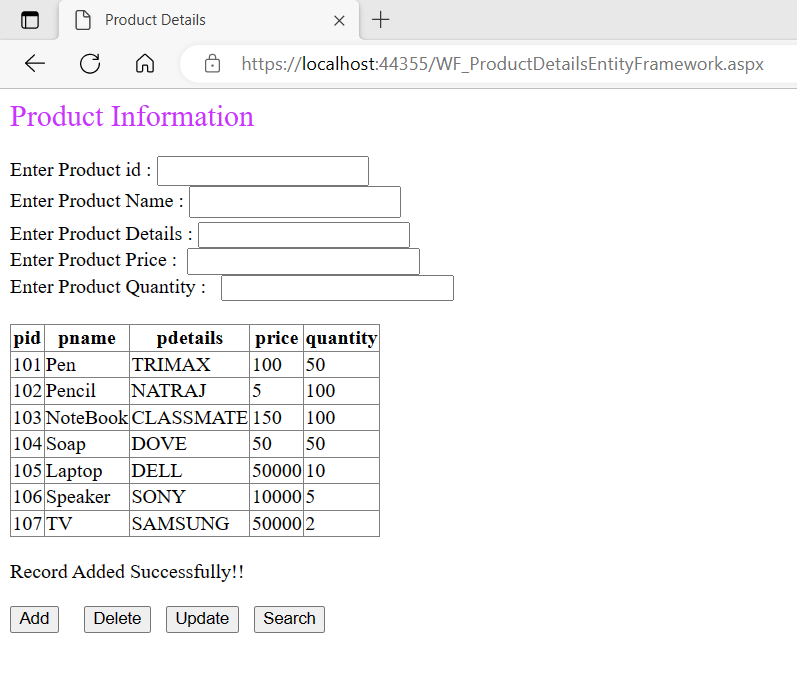 Product Details
https://localhost:44355/WF_ProductDetailsEntityFramework.aspx
Product Information
Enter Product id :
Enter Product Name :
Enter Product Details :
Enter Product Price :
Enter Product Quantity :
pid pname pdetails price quantity
101 Pen TRIMAX 100 50
102 Pencil NATRAJ 5 100
103 NoteBook CLASSMATE 150 100
104 Soap DOVE 50 50
105 Laptop DELL 50000 10
106 Speaker SONY 10000 5
107 TV SAMSUNG 50000 2
Record Added Successfully!!
Add Delete Update Search